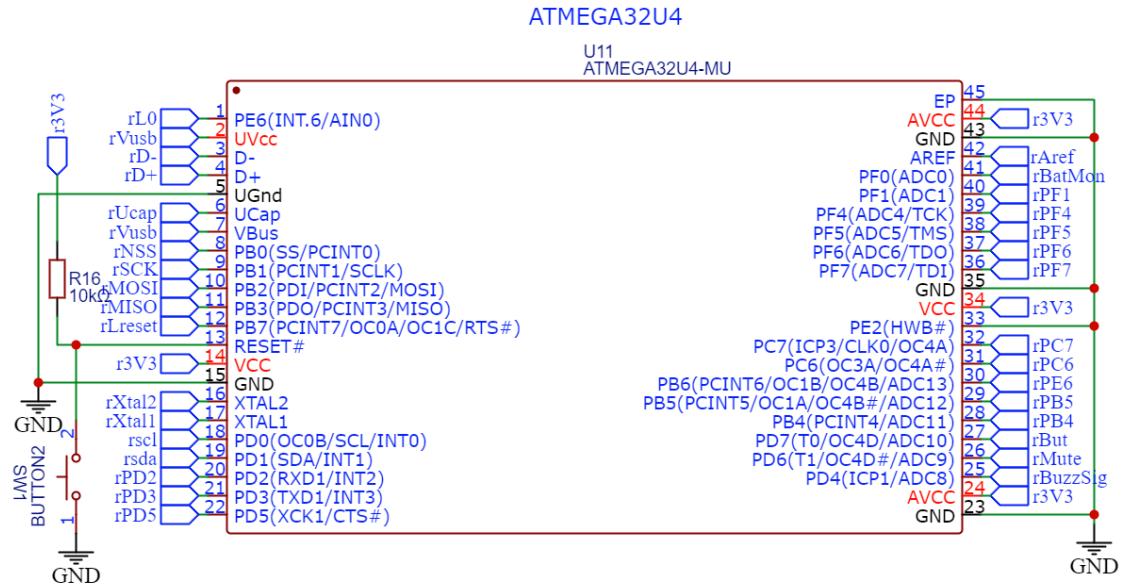 ATMEGA32U4
U11
ATMEGA32U4-MU
r3V3
R16
10kΩ
GND
SW1
BUTTON2
2
1
GND
rL0 1 PE6(INT.6/AIN0)
rVusb 2 UVcc
rD- 3 D-
rD+ 4 D+
5 UGnd
rUcap 6 UCap
rVusb 7 VBus
rNSS 8 PB0(SS/PCINT0)
rSCK 9 PB1(PCINT1/SCLK)
rMOSI 10 PB2(PDI/PCINT2/MOSI)
rMISO 11 PB3(PDO/PCINT3/MISO)
rLreset 12 PB7(PCINT7/OC0A/OC1C/RTS#)
13 RESET#
r3V3 14 VCC
15 GND
rXtal2 16 XTAL2
rXtal1 17 XTAL1
rscl 18 PD0(OC0B/SCL/INT0)
rsda 19 PD1(SDA/INT1)
rPD2 20 PD2(RXD1/INT2)
rPD3 21 PD3(TXD1/INT3)
rPD5 22 PD5(XCK1/CTS#)
EP 45
AVCC 44 r3V3
GND 43
AREF 42 rAref
PF0(ADC0) 41 rBatMon
PF1(ADC1) 40 rPF1
PF4(ADC4/TCK) 39 rPF4
PF5(ADC5/TMS) 38 rPF5
PF6(ADC6/TDO) 37 rPF6
PF7(ADC7/TDI) 36 rPF7
GND 35
VCC 34 r3V3
PE2(HWB#) 33
PC7(ICP3/CLK0/OC4A) 32 rPC7
PC6(OC3A/OC4A#) 31 rPC6
PB6(PCINT6/OC1B/OC4B/ADC13) 30 rPE6
PB5(PCINT5/OC1A/OC4B#/ADC12) 29 rPB5
PB4(PCINT4/ADC11) 28 rPB4
PD7(T0/OC4D/ADC10) 27 rBut
PD6(T1/OC4D#/ADC9) 26 rMute
PD4(ICP1/ADC8) 25 rBuzzSig
AVCC 24 r3V3
GND 23
GND